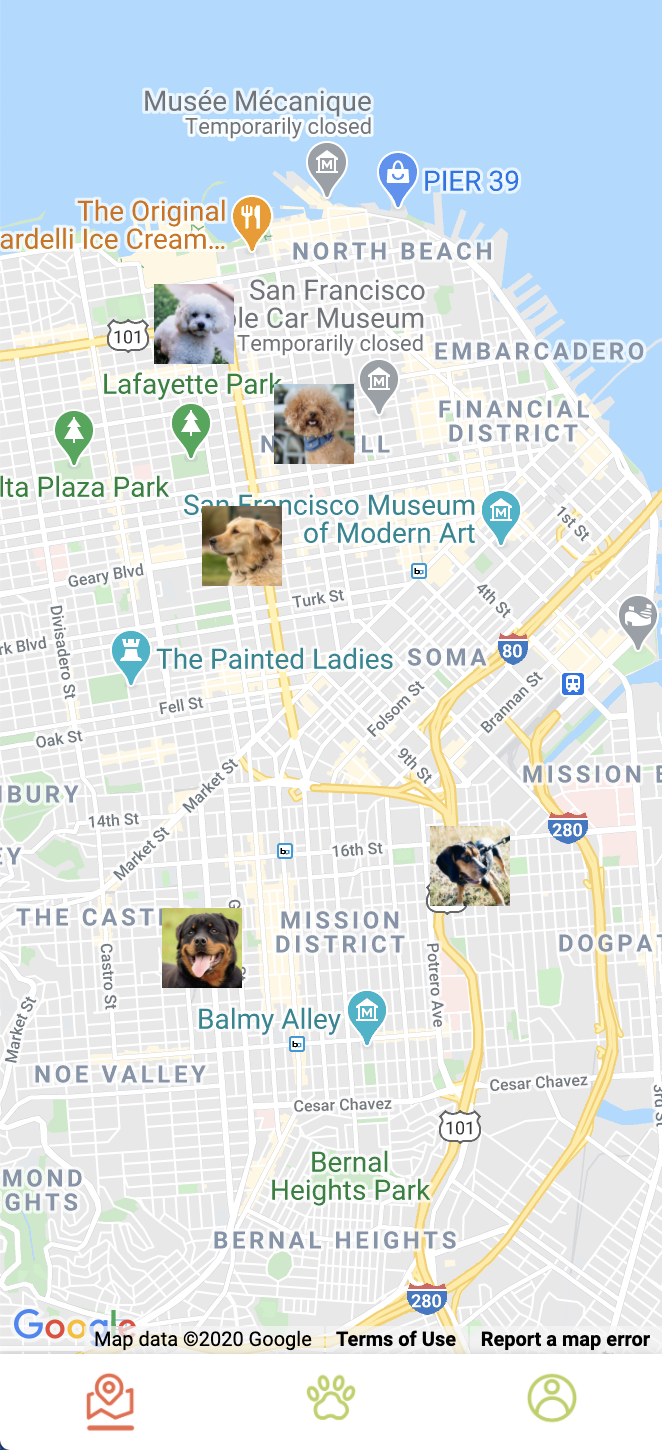 Musée Mécanique
Temporarily closed
PIER 39
The Original
ardelli Ice Cream...
NORTH BEACH
San Francisco
ble Car Museum
Temporarily closed
101
EMBARCADERO
Lafayette Park
FINANCIAL
DISTRICT
N
LL
lta Plaza Park
San Francisco Museum
of Modern Art
1st St
Geary Blvd
4th St
Turk St
Divisadero St
rk Blvd
The Painted Ladies
SOMA
80
Fell St
Folsom St
Brannan St
Oak St
9th St
Market St
MISSION B
IBURY
14th St
280
Market St
16th St
EY
THE CAST
G
MISSION
DISTRICT
DOGPAT
Castro St
Potrero Ave
Market St
Balmy Alley
NOE VALLEY
Cesar Chavez
Cesar Chavez
3rd St
101
Bernal
Heights Park
MOND
GHTS
BERNAL HEIGHTS
280
Google
Map data ©2020 Google
Terms of Use
Report a map error